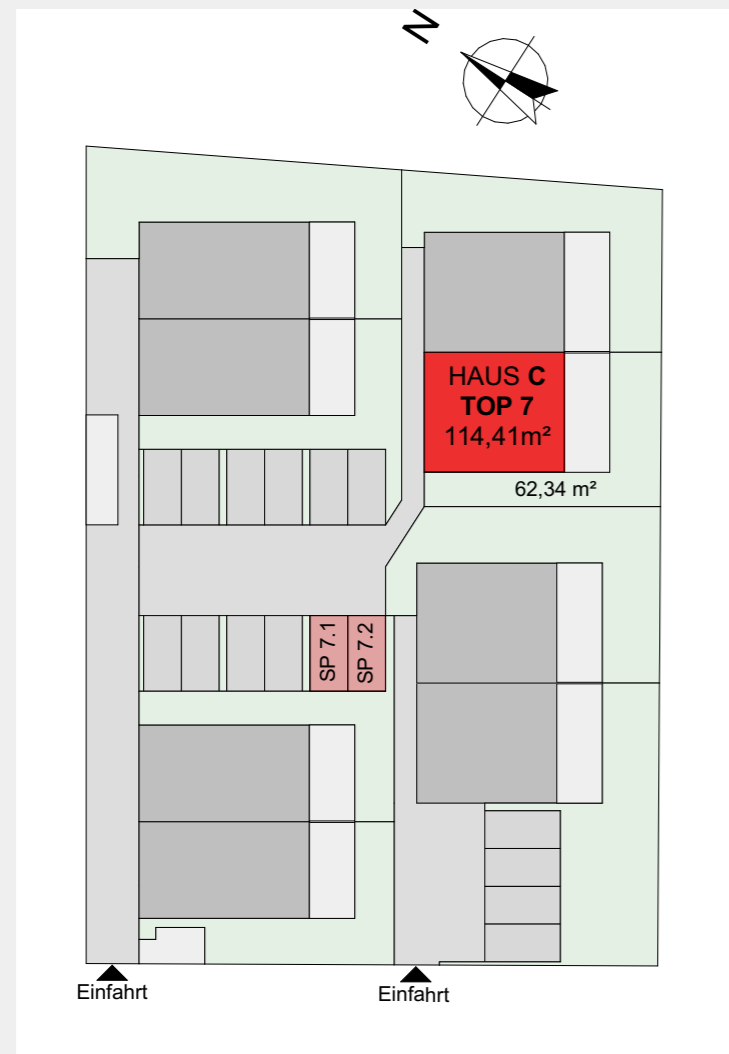 N
HAUS C
TOP 7
114,41m²
62,34 m²
SP 7.1
SP 7.2
Einfahrt
Einfahrt